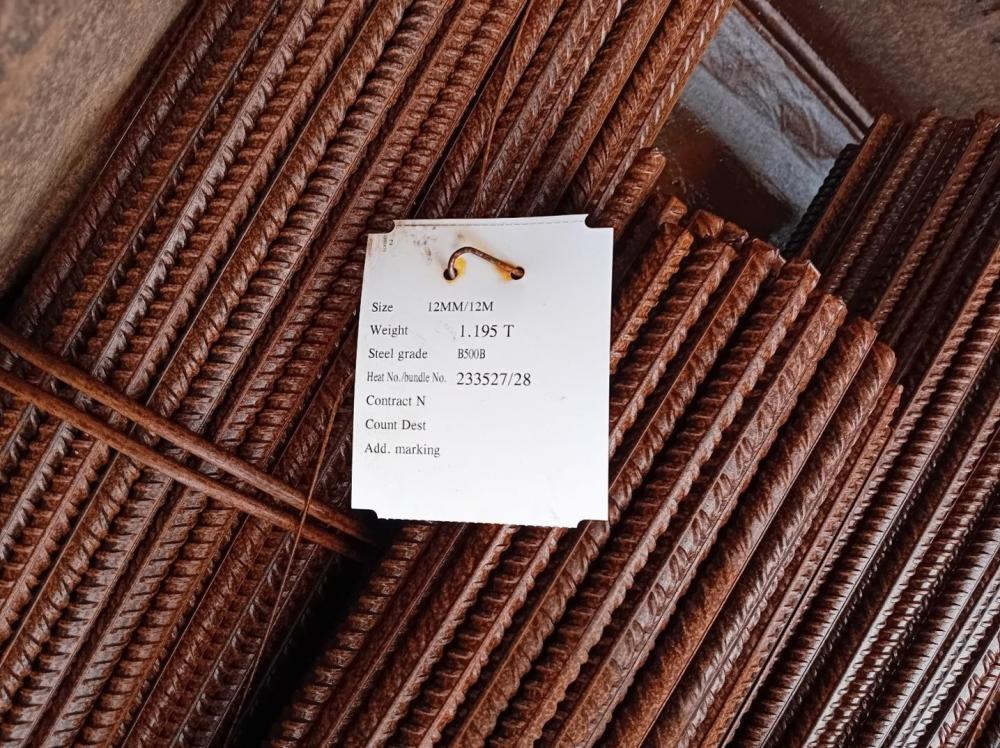 Size 12MM/12M
Weight 1.195 T
Steel grade B500B
Heat No./bundle No. 233527/28
Contract N
Count Dest
Add. marking